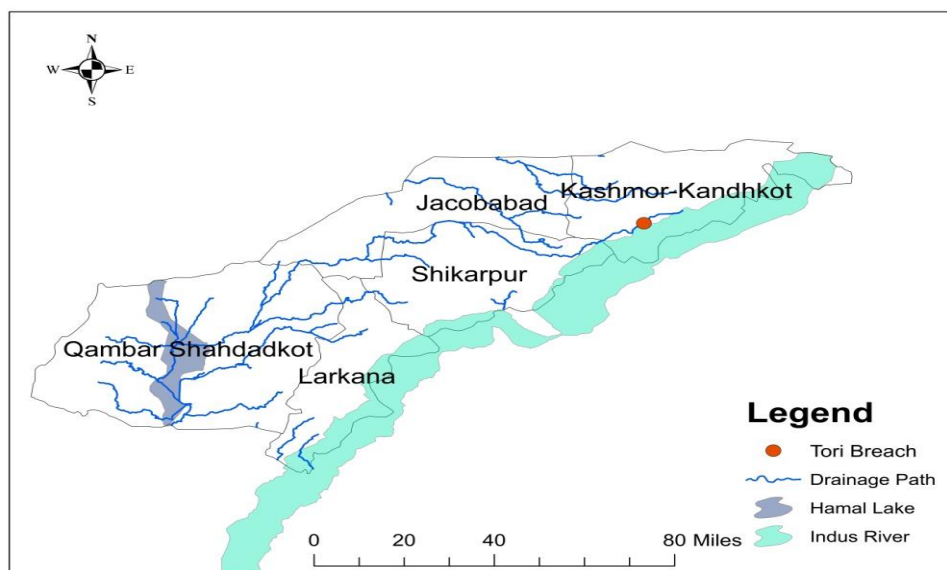 N
W E
S
Kashmor-Kandhkot
Jacobabad
Shikarpur
Qambar Shahdadkot
Larkana
Legend
Tori Breach
Drainage Path
Hamal Lake
Indus River
0 20 40 80 Miles